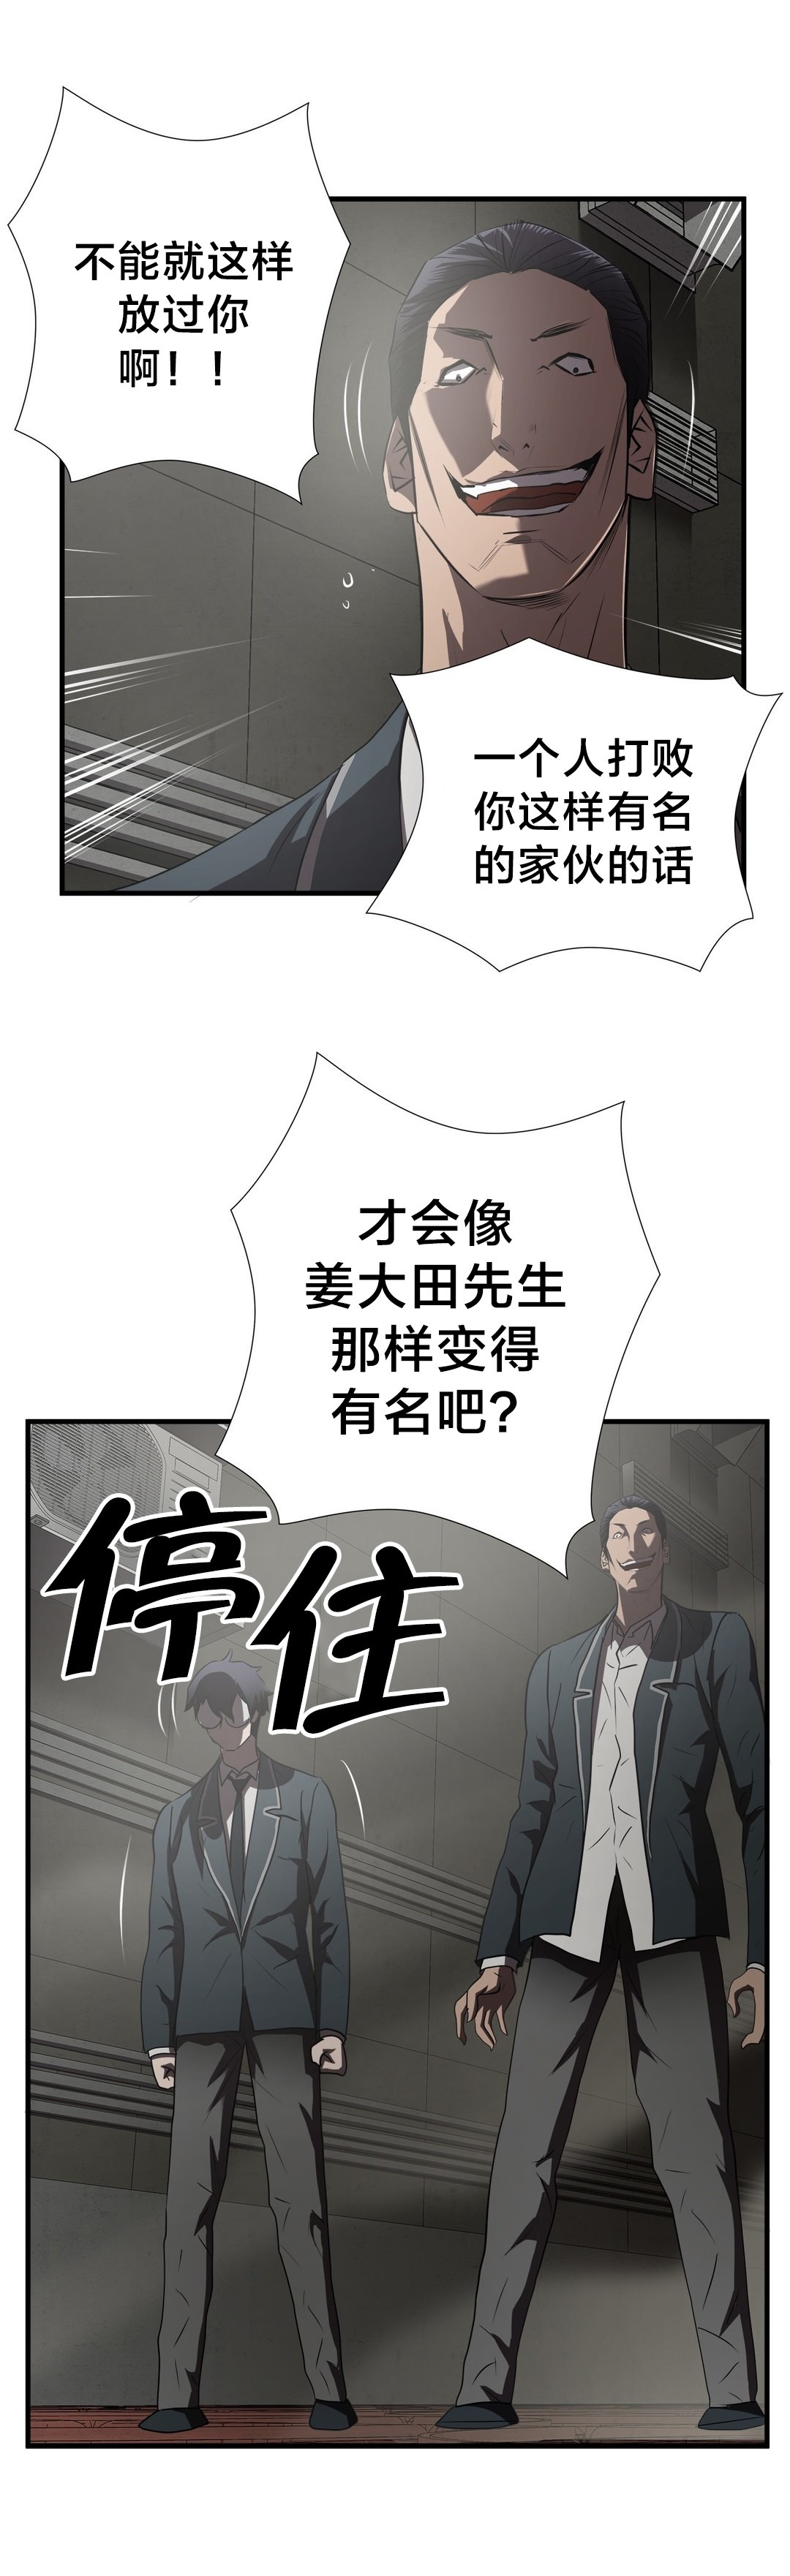 不能就这样
放过你
啊！！
一个人打败
你这样有名
的家伙的话
才会像
姜大田先生
那样变得
有名吧？
停住